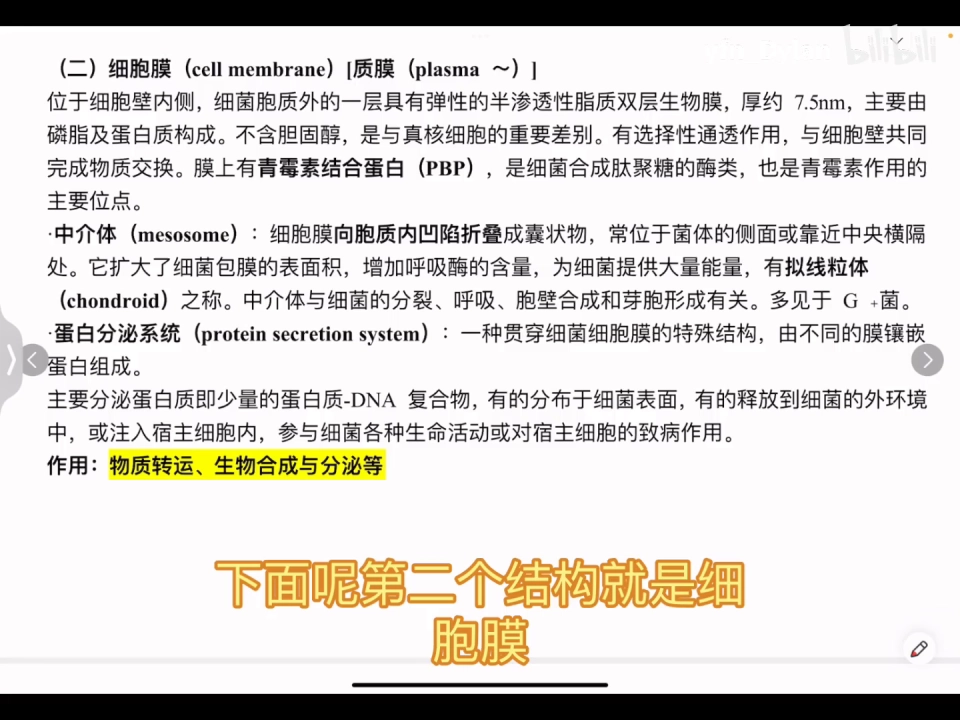 bilibili
（二）细胞膜（cell membrane）[质膜（plasma ～）]
位于细胞壁内侧，细菌胞质外的一层具有弹性的半渗透性脂质双层生物膜，厚约 7.5nm，主要由
磷脂及蛋白质构成。不含胆固醇，是与真核细胞的重要差别。有选择性通透作用，与细胞壁共同
完成物质交换。膜上有青霉素结合蛋白（PBP），是细菌合成肽聚糖的酶类，也是青霉素作用的
主要位点。
·中介体（mesosome）：细胞膜向胞质内凹陷折叠成囊状物，常位于菌体的侧面或靠近中央横隔
处。它扩大了细菌包膜的表面积，增加呼吸酶的含量，为细菌提供大量能量，有拟线粒体
（chondroid）之称。中介体与细菌的分裂、呼吸、胞壁合成和芽胞形成有关。多见于 G +菌。
·蛋白分泌系统（protein secretion system）：一种贯穿细菌细胞膜的特殊结构，由不同的膜镶嵌
蛋白组成。
主要分泌蛋白质即少量的蛋白质-DNA 复合物，有的分布于细菌表面，有的释放到细菌的外环境
中，或注入宿主细胞内，参与细菌各种生命活动或对宿主细胞的致病作用。
作用：物质转运、生物合成与分泌等
下面呢第二个结构就是细
胞膜